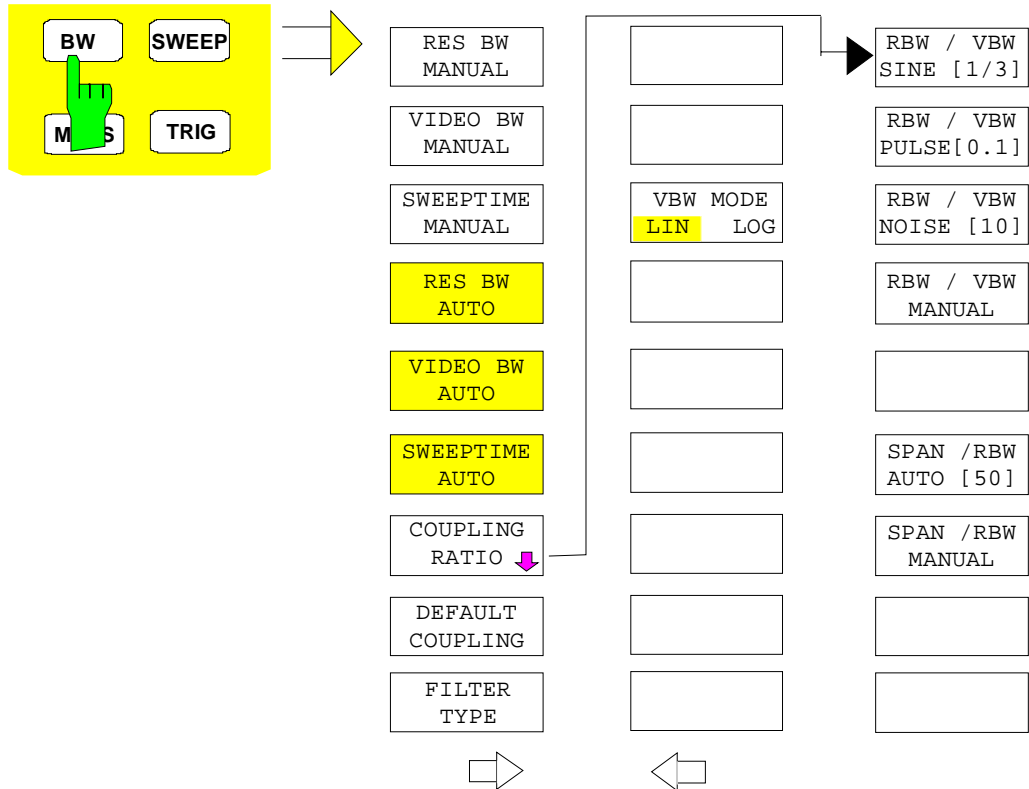 BW
SWEEP
M S
TRIG
RES BW
MANUAL
VIDEO BW
MANUAL
SWEEPTIME
MANUAL
RES BW
AUTO
VIDEO BW
AUTO
SWEEPTIME
AUTO
COUPLING
RATIO
DEFAULT
COUPLING
FILTER
TYPE
VBW MODE
LIN LOG
RBW / VBW
SINE [1/3]
RBW / VBW
PULSE[0.1]
RBW / VBW
NOISE [10]
RBW / VBW
MANUAL
SPAN /RBW
AUTO [50]
SPAN /RBW
MANUAL